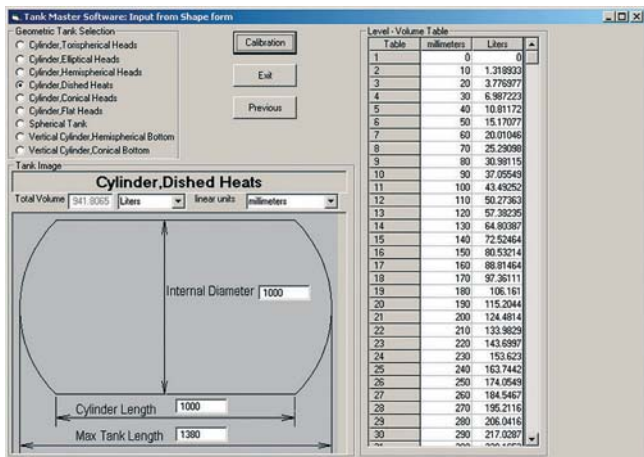 Tank Master Software: Input from Shape form
Geometric Tank Selection
Cylinder,Torispherical Heads
Cylinder,Elliptical Heads
Cylinder,Hemispherical Heads
Cylinder,Dished Heats
Cylinder,Conical Heads
Cylinder,Flat Heads
Spherical Tank
Vertical Cylinder,Hemispherical Bottom
Vertical Cylinder,Conical Bottom
Calibration
Exit
Previous
Tank Image
Cylinder,Dished Heats
Total Volume 941.8065 Liters linear units millimeters
Internal Diameter 1000
Cylinder Length 1000
Max Tank Length 1380
Level - Volume Table
Table millimeters Liters
1 0 0
2 10 1.318933
3 20 3.776977
4 30 6.987223
5 40 10.81172
6 50 15.17077
7 60 20.01046
8 70 25.29098
9 80 30.98115
10 90 37.05549
11 100 43.49252
12 110 50.27363
13 120 57.38235
14 130 64.80387
15 140 72.52464
16 150 80.53214
17 160 88.81464
18 170 97.36111
19 180 106.161
20 190 115.2044
21 200 124.4814
22 210 133.9829
23 220 143.6997
24 230 153.623
25 240 163.7442
26 250 174.0549
27 260 184.5467
28 270 195.2116
29 280 206.0416
30 290 217.0287